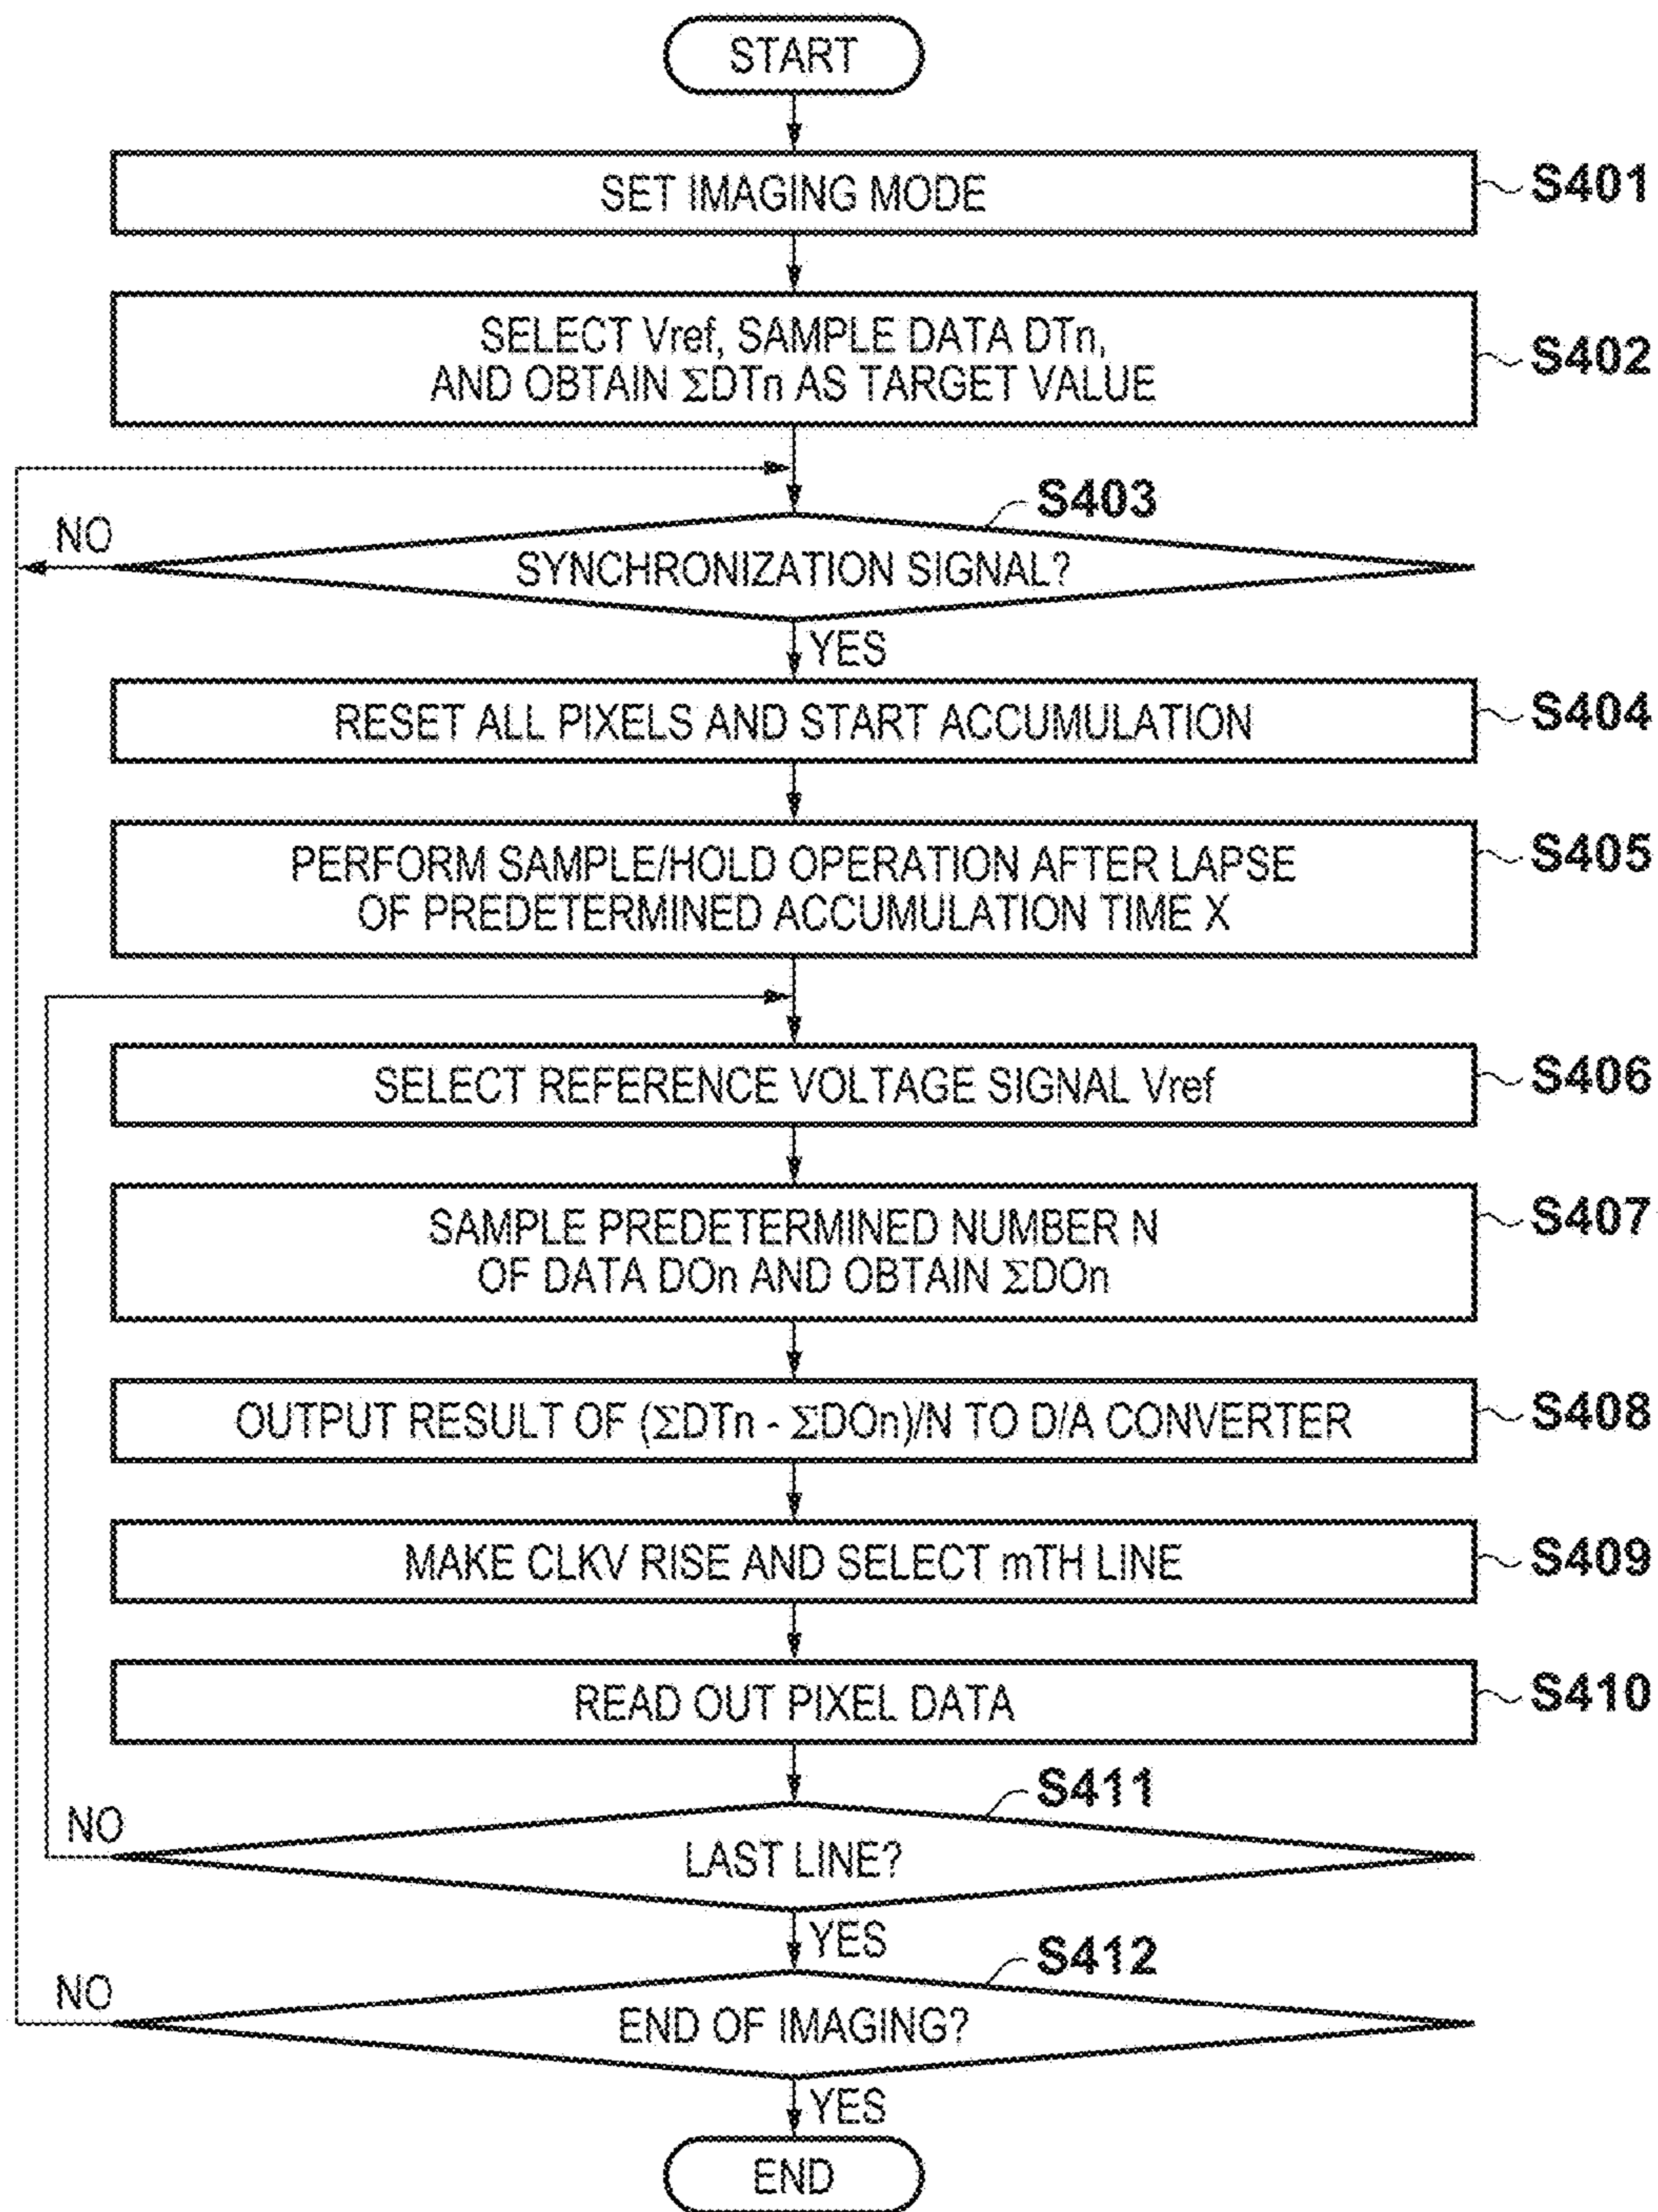 START
SET IMAGING MODE
S401
SELECT Vref, SAMPLE DATA DTn,
AND OBTAIN ΣDTn AS TARGET VALUE
S402
S403
NO
SYNCHRONIZATION SIGNAL?
YES
RESET ALL PIXELS AND START ACCUMULATION
S404
PERFORM SAMPLE/HOLD OPERATION AFTER LAPSE
OF PREDETERMINED ACCUMULATION TIME X
S405
SELECT REFERENCE VOLTAGE SIGNAL Vref
S406
SAMPLE PREDETERMINED NUMBER N
OF DATA DOn AND OBTAIN ΣDOn
S407
OUTPUT RESULT OF (ΣDTn - ΣDOn)/N TO D/A CONVERTER
S408
MAKE CLKV RISE AND SELECT mTH LINE
S409
READ OUT PIXEL DATA
S410
S411
NO
LAST LINE?
YES
S412
NO
END OF IMAGING?
YES
END